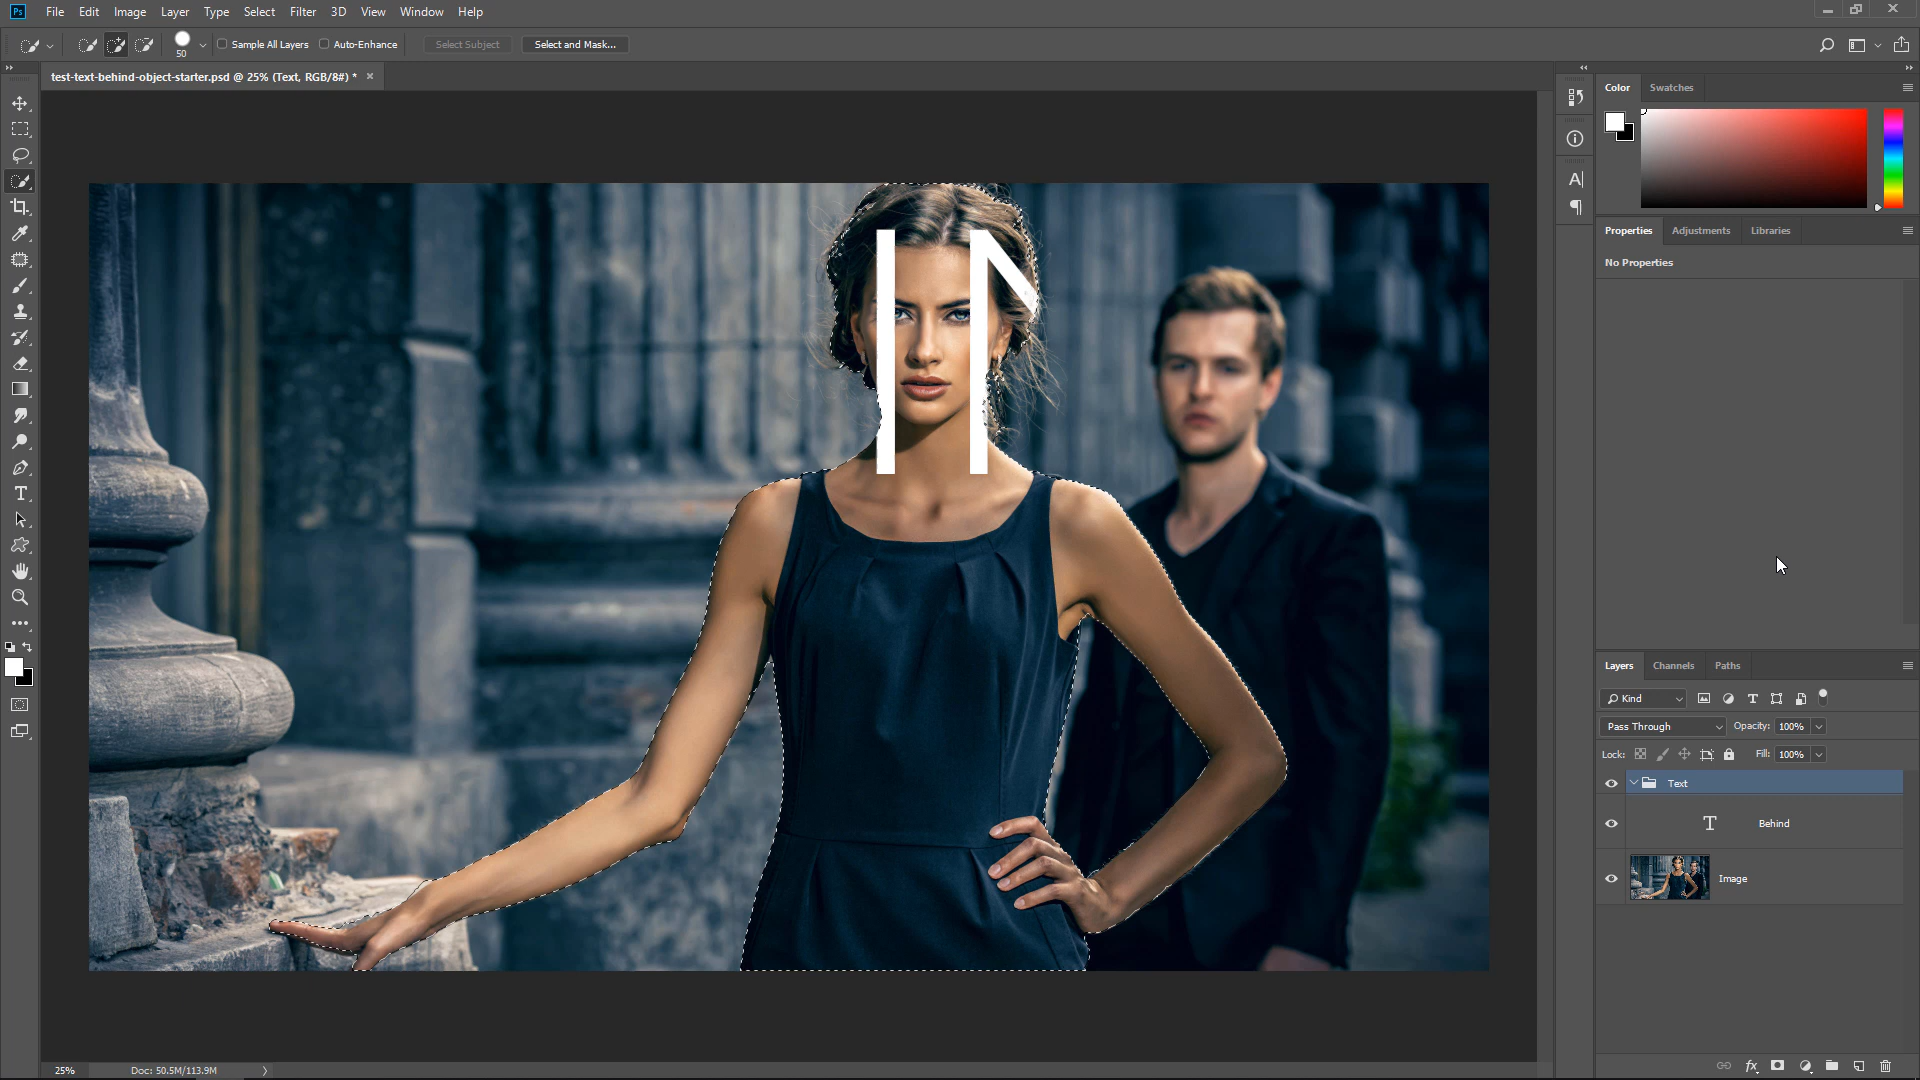 Ps File Edit Image Layer Type Select Filter 3D View Window Help
50 Sample All Layers Auto-Enhance Select Subject Select and Mask...
test-text-behind-object-starter.psd @ 25% (Text, RGB/8#) *
Color Swatches
Properties Adjustments Libraries
No Properties
IN
Layers Channels Paths
Kind
Pass Through Opacity: 100%
Lock: Fill: 100%
Text
Behind
Image
25% Doc: 50.5M/113.9M